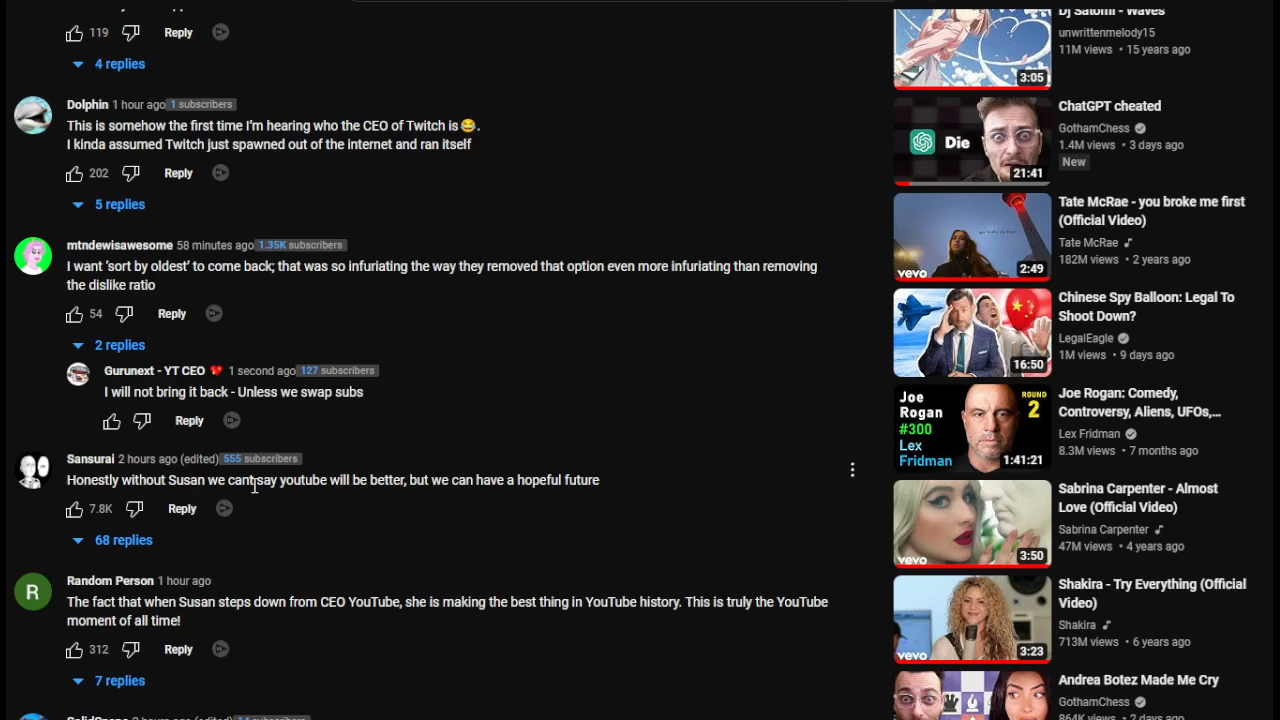 119
Reply
4 replies
Dolphin 1 hour ago 1 subscribers
This is somehow the first time I'm hearing who the CEO of Twitch is😂.
I kinda assumed Twitch just spawned out of the internet and ran itself
202
Reply
5 replies
mtndewisawesome 58 minutes ago 1.35K subscribers
I want 'sort by oldest' to come back; that was so infuriating the way they removed that option even more infuriating than removing
the dislike ratio
54
Reply
2 replies
Gurunext - YT CEO 💔 1 second ago 127 subscribers
I will not bring it back - Unless we swap subs
Reply
Sansurai 2 hours ago (edited) 555 subscribers
Honestly without Susan we cant say youtube will be better, but we can have a hopeful future
7.8K
Reply
68 replies
R
Random Person 1 hour ago
The fact that when Susan steps down from CEO YouTube, she is making the best thing in YouTube history. This is truly the YouTube
moment of all time!
312
Reply
7 replies
Dj Satomi - Waves
unwrittenmelody15
11M views • 15 years ago
3:05
ChatGPT cheated
GothamChess
1.4M views • 3 days ago
New
Die
21:41
Tate McRae - you broke me first
(Official Video)
Tate McRae
182M views • 2 years ago
vevo
2:49
Chinese Spy Balloon: Legal To
Shoot Down?
LegalEagle
1M views • 9 days ago
16:50
Joe Rogan: Comedy,
Controversy, Aliens, UFOs,...
Lex Fridman
8.3M views • 7 months ago
Joe
Rogan
#300
Lex
Fridman
ROUND
2
1:41:21
Sabrina Carpenter - Almost
Love (Official Video)
Sabrina Carpenter
47M views • 4 years ago
vevo
3:50
Shakira - Try Everything (Official
Video)
Shakira
713M views • 6 years ago
vevo
3:23
Andrea Botez Made Me Cry
GothamChess
864K views • 2 days ago